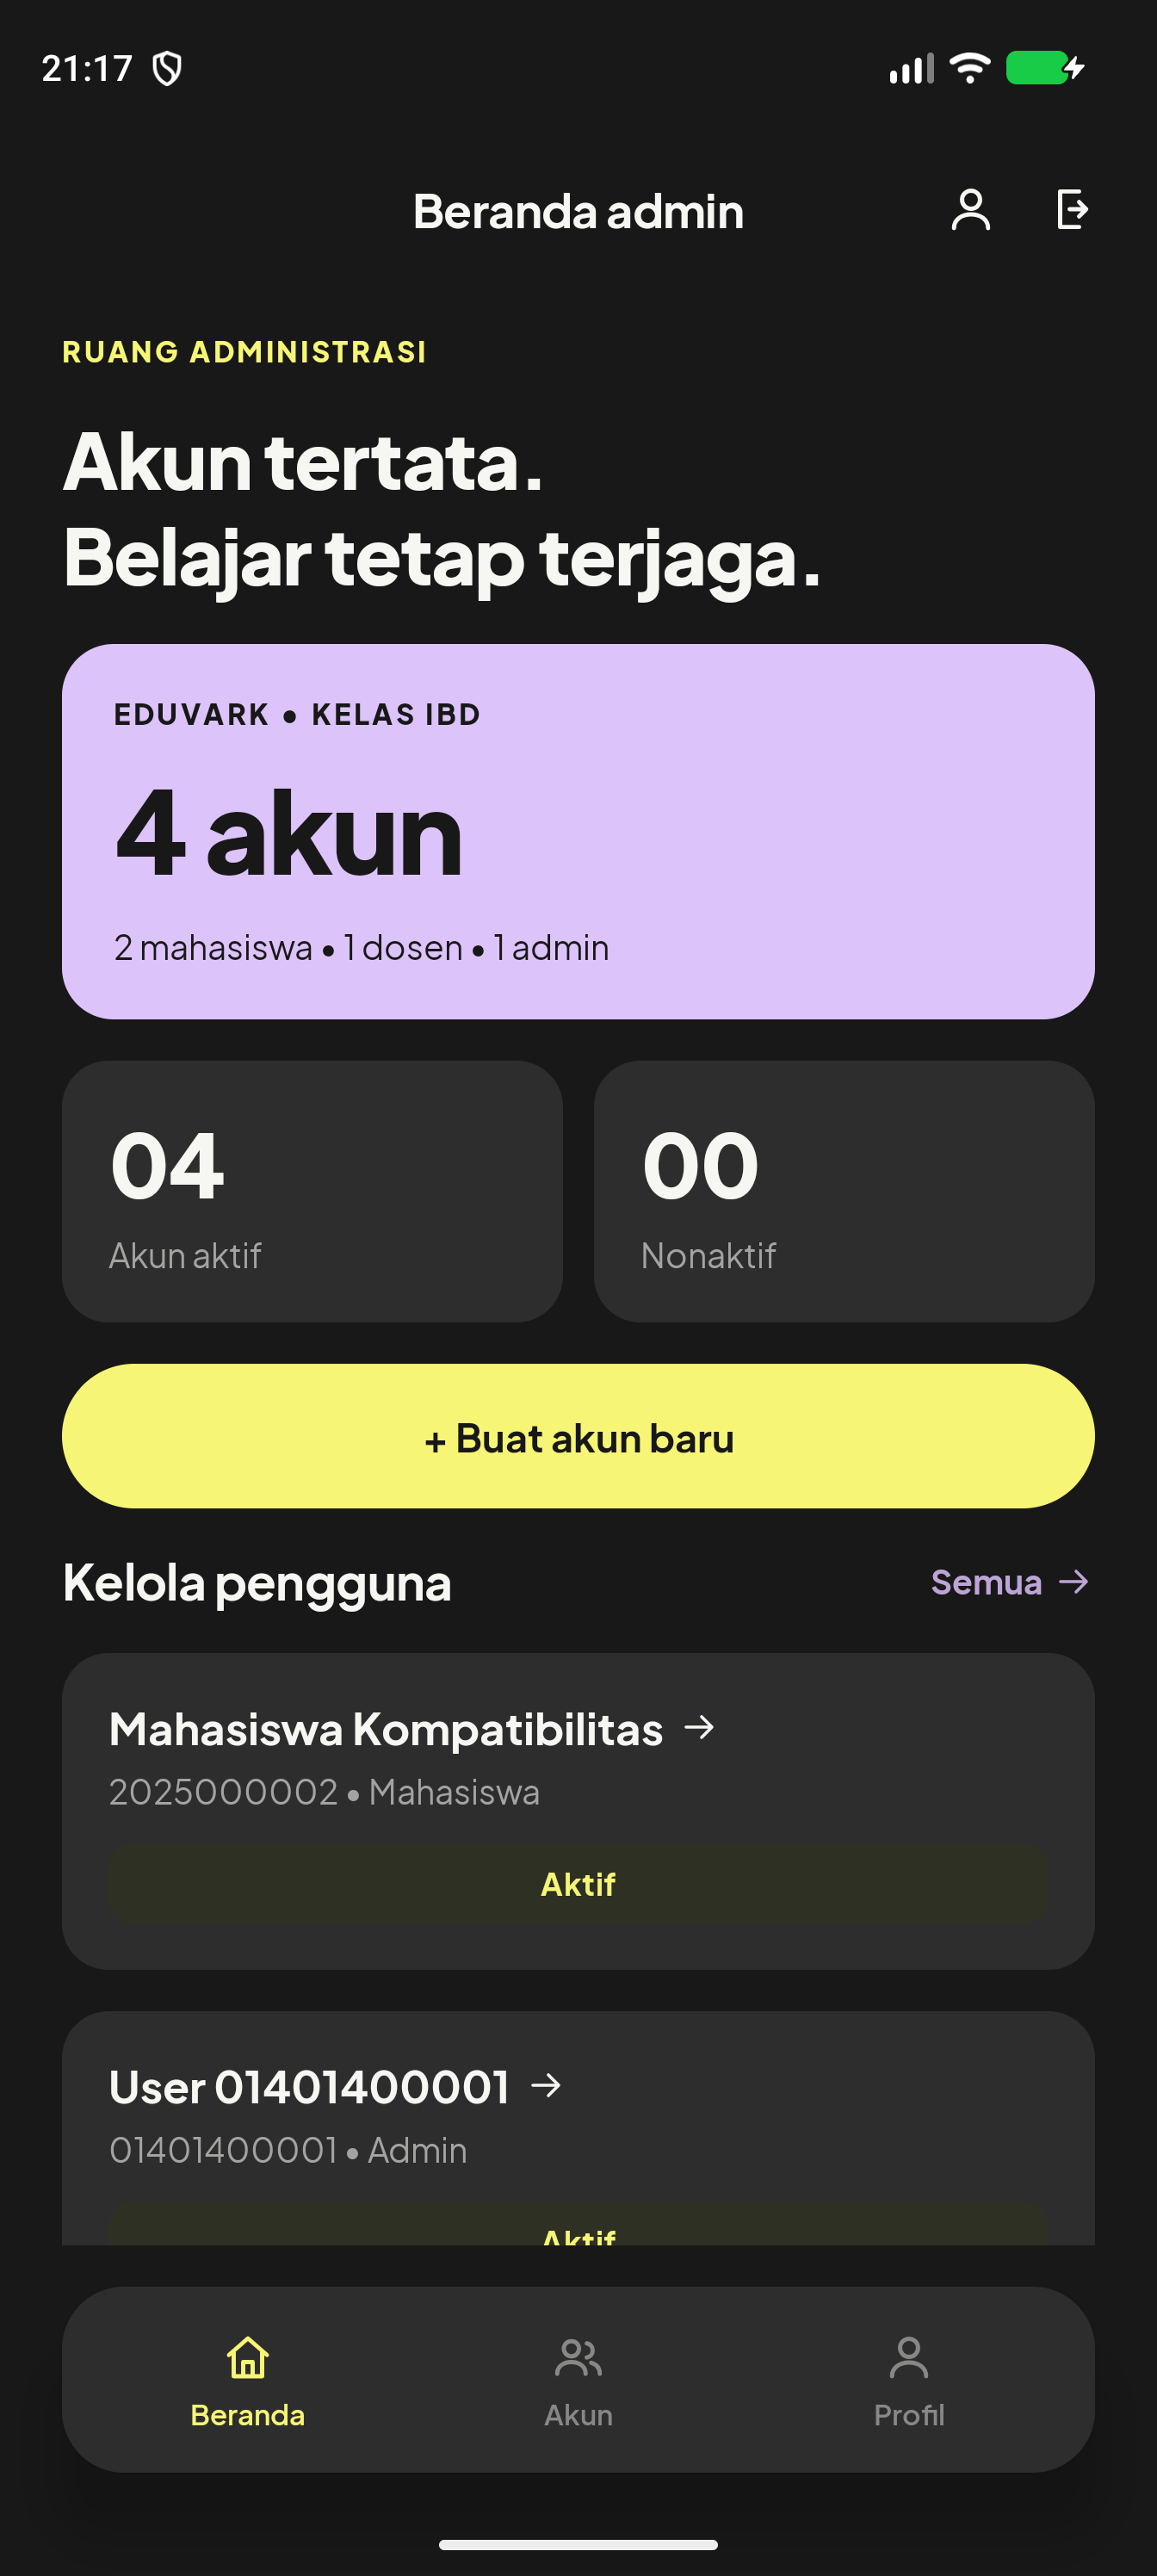 21:17
Beranda admin
RUANG ADMINISTRASI
Akun tertata.
Belajar tetap terjaga.
EDUVARK • KELAS IBD
4 akun
2 mahasiswa • 1 dosen • 1 admin
04
Akun aktif
00
Nonaktif
+ Buat akun baru
Kelola pengguna
Semua →
Mahasiswa Kompatibilitas →
2025000002 • Mahasiswa
Aktif
User 01401400001 →
01401400001 • Admin
Aktif
Beranda
Akun
Profil